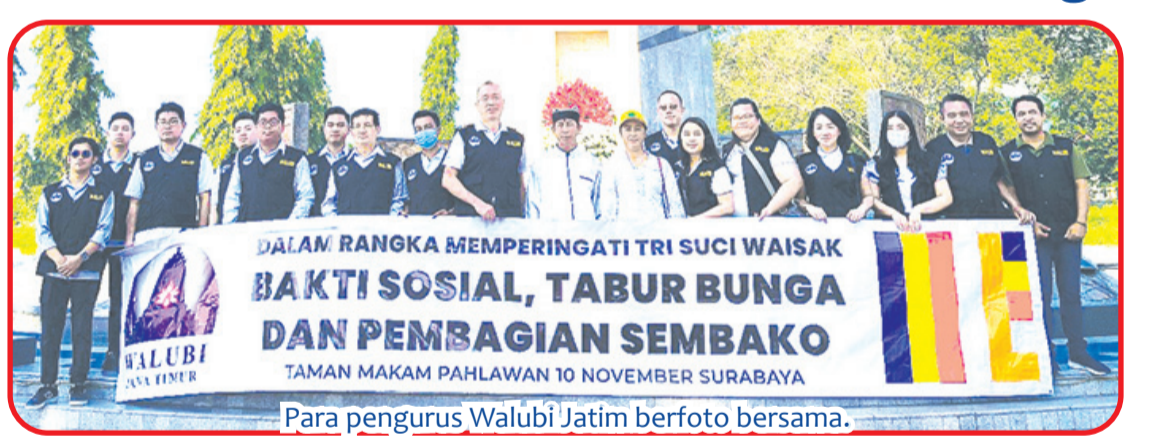 DALAM RANGKA MEMPERINGATI TRI SUCI WAISAK
BAKTI SOSIAL, TABUR BUNGA
DAN PEMBAGIAN SEMBAKO
TAMAN MAKAM PAHLAWAN 10 NOVEMBER SURABAYA
WALUBI
JAWA TIMUR
Para pengurus Walubi Jatim berfoto bersama.